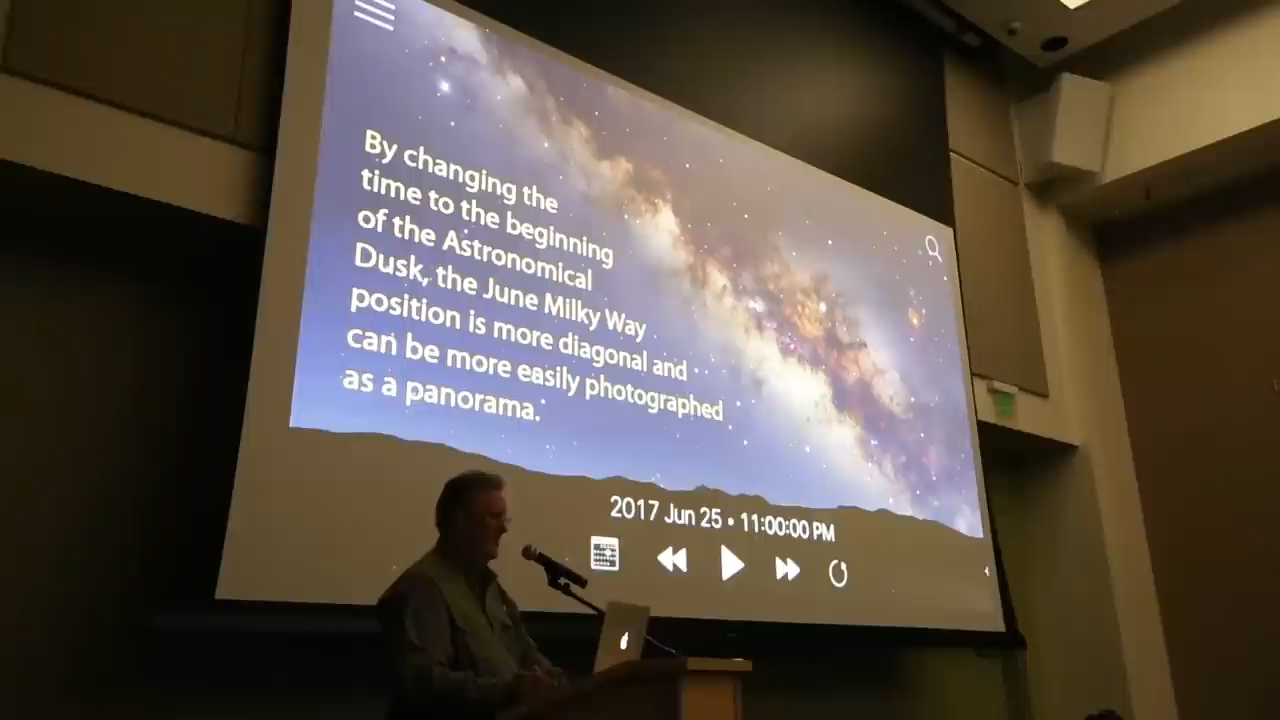 By changing the
time to the beginning
of the Astronomical
Dusk, the June Milky Way
position is more diagonal and
can be more easily photographed
as a panorama.
2017 Jun 25 • 11:00:00 PM